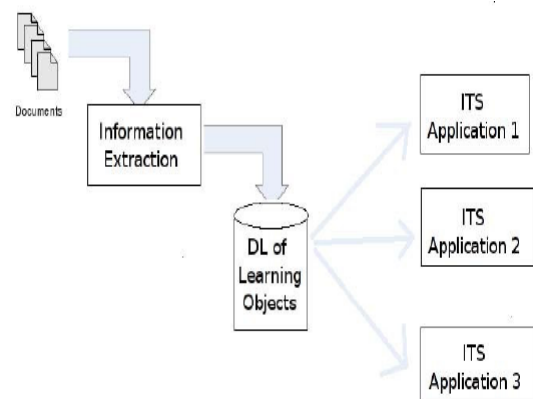 Documents
Information
Extraction
DL of
Learning
Objects
ITS
Application 1
ITS
Application 2
ITS
Application 3